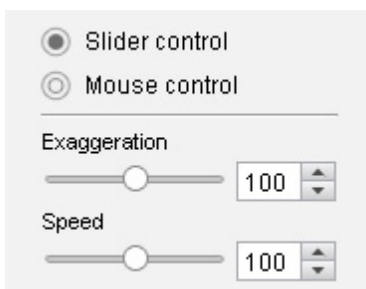 Slider control
Mouse control
Exaggeration
100
Speed
100